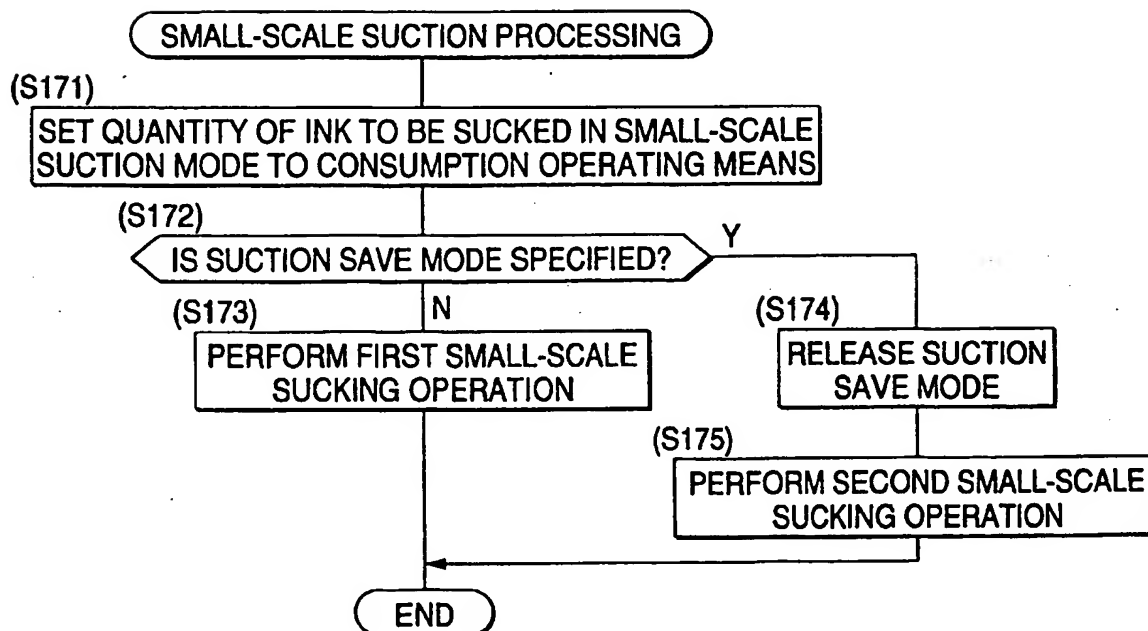 SMALL-SCALE SUCTION PROCESSING
(S171)
SET QUANTITY OF INK TO BE SUCKED IN SMALL-SCALE
SUCTION MODE TO CONSUMPTION OPERATING MEANS
(S172)
IS SUCTION SAVE MODE SPECIFIED?
Y
N
(S173)
PERFORM FIRST SMALL-SCALE
SUCKING OPERATION
(S174)
RELEASE SUCTION
SAVE MODE
(S175)
PERFORM SECOND SMALL-SCALE
SUCKING OPERATION
END